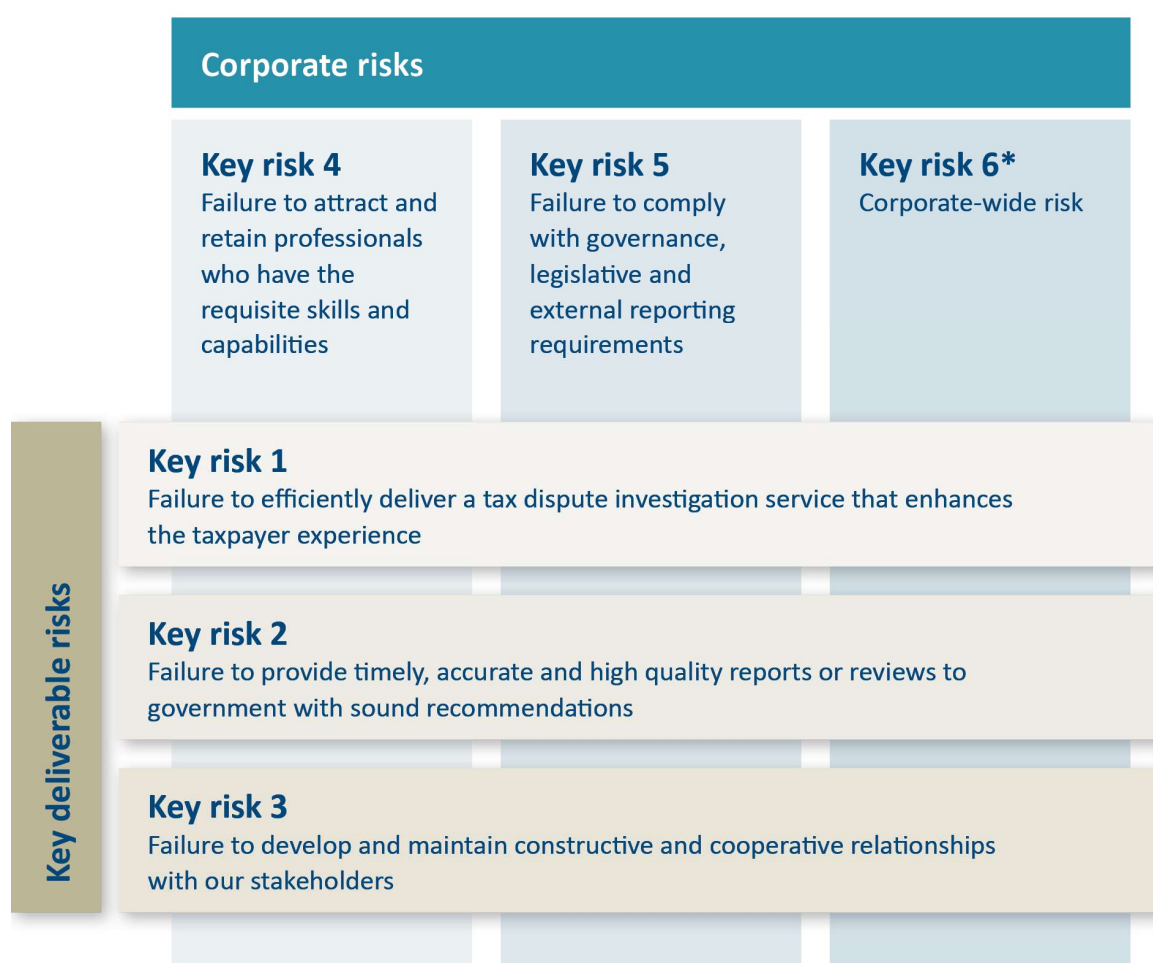 Corporate risks
Key risk 4
Failure to attract and
retain professionals
who have the
requisite skills and
capabilities
Key risk 5
Failure to comply
with governance,
legislative and
external reporting
requirements
Key risk 6*
Corporate-wide risk
Key deliverable risks
Key risk 1
Failure to efficiently deliver a tax dispute investigation service that enhances
the taxpayer experience
Key risk 2
Failure to provide timely, accurate and high quality reports or reviews to
government with sound recommendations
Key risk 3
Failure to develop and maintain constructive and cooperative relationships
with our stakeholders